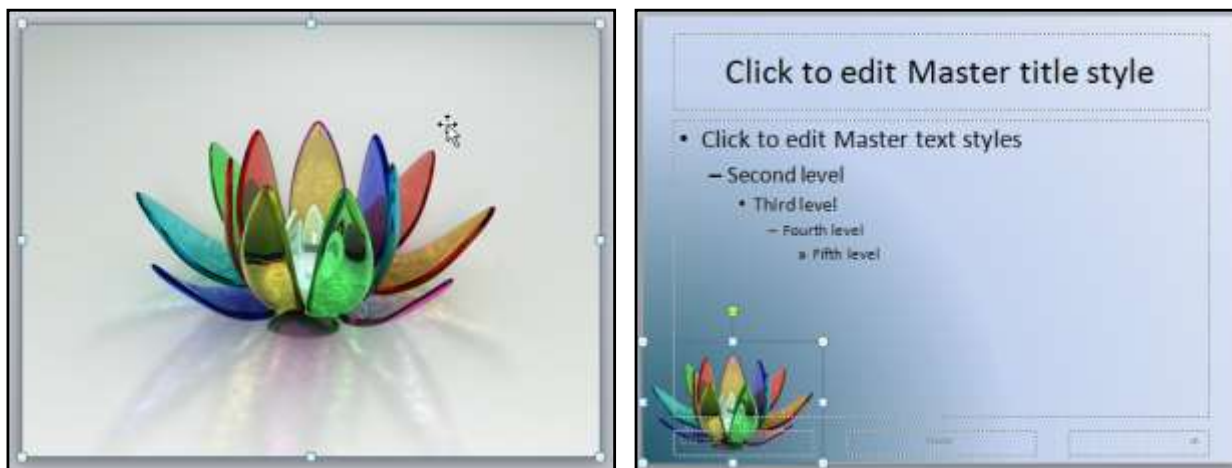 Click to edit Master title style
• Click to edit Master text styles
– Second level
• Third level
– Fourth level
» Fifth level